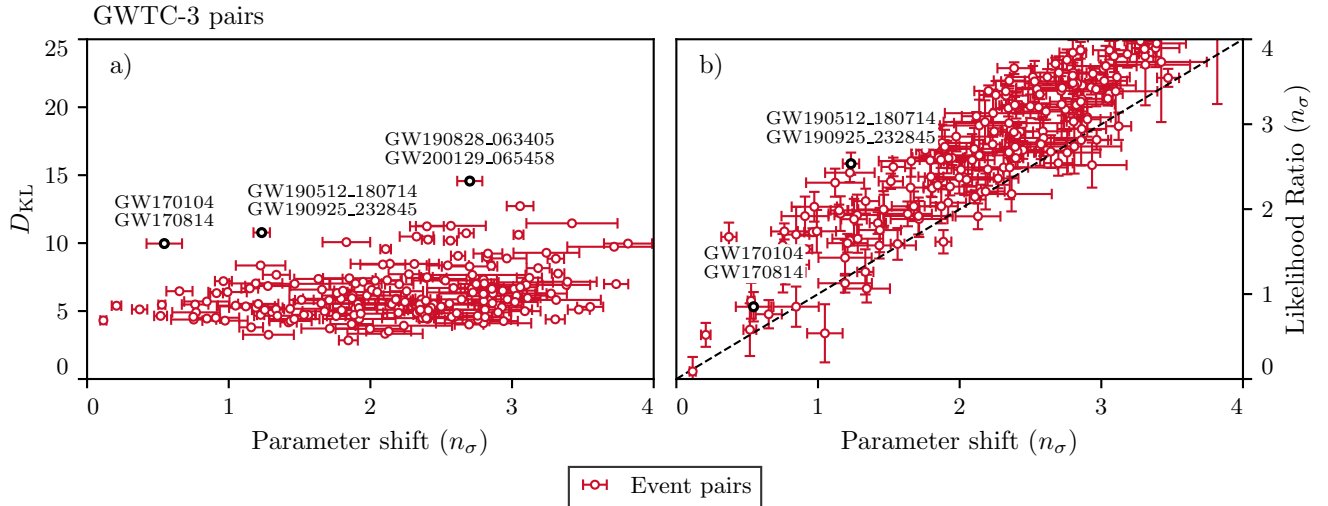 GWTC-3 pairs
a)
25
20
15
10
5
0
D_KL
GW170104
GW170814
GW190512_180714
GW190925_232845
GW190828_063405
GW200129_065458
0 1 2 3 4
Parameter shift (n_σ)
b)
GW190512_180714
GW190925_232845
GW170104
GW170814
4
3
2
1
0
Likelihood Ratio (n_σ)
0 1 2 3 4
Parameter shift (n_σ)
Event pairs